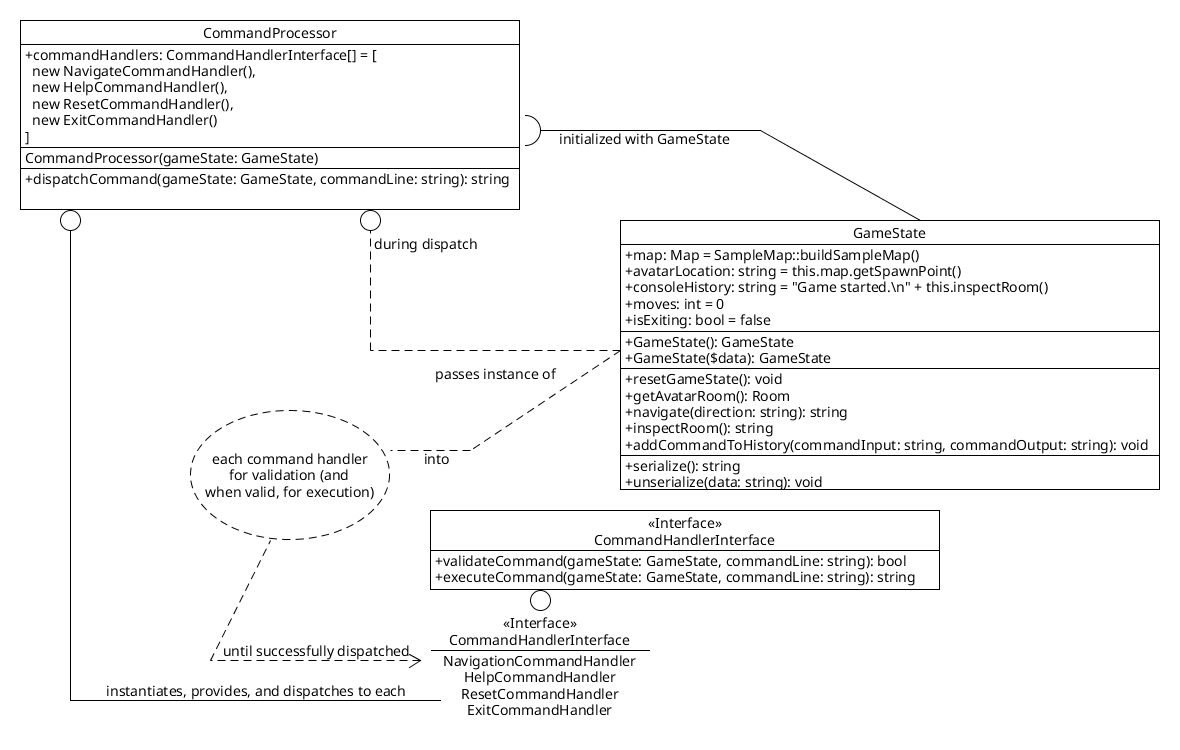 CommandProcessor
+commandHandlers: CommandHandlerInterface[] = [
new NavigateCommandHandler(),
new HelpCommandHandler(),
new ResetCommandHandler(),
new ExitCommandHandler()
]
CommandProcessor(gameState: GameState)
+dispatchCommand(gameState: GameState, commandLine: string): string
initialized with GameState
during dispatch
GameState
+map: Map = SampleMap::buildSampleMap()
+avatarLocation: string = this.map.getSpawnPoint()
+consoleHistory: string = "Game started.\n" + this.inspectRoom()
+moves: int = 0
+isExiting: bool = false
+GameState(): GameState
+GameState($data): GameState
+resetGameState(): void
+getAvatarRoom(): Room
+navigate(direction: string): string
+inspectRoom(): string
+addCommandToHistory(commandInput: string, commandOutput: string): void
+serialize(): string
+unserialize(data: string): void
passes instance of
into
each command handler
for validation (and
when valid, for execution)
«Interface»
CommandHandlerInterface
+validateCommand(gameState: GameState, commandLine: string): bool
+executeCommand(gameState: GameState, commandLine: string): string
«Interface»
CommandHandlerInterface
until successfully dispatched
NavigationCommandHandler
HelpCommandHandler
ResetCommandHandler
ExitCommandHandler
instantiates, provides, and dispatches to each